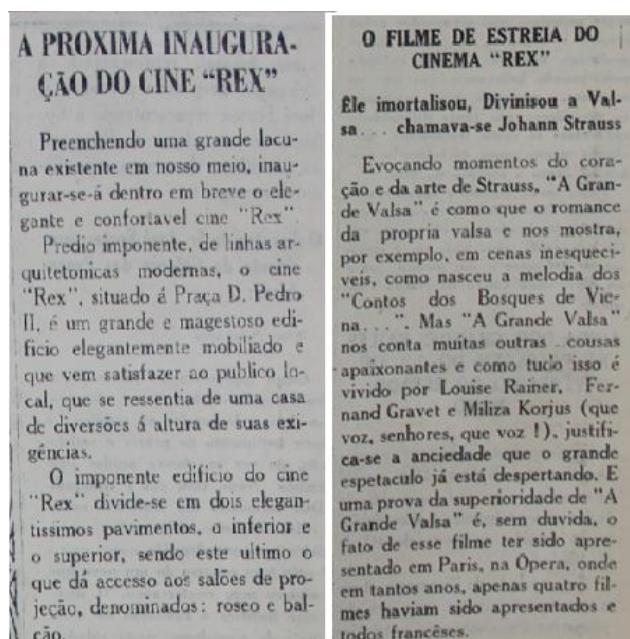 A PROXIMA INAUGURA-
ÇÃO DO CINE "REX"
Preenchendo uma grande lacu-
na existente em nosso meio, inau-
gurar-se-á dentro em breve o ele-
gante e confortavel cine "Rex".
Predio imponente, de linhas ar-
quitetonicas modernas, o cine
"Rex", situado á Praça D. Pedro
II, é um grande e magestoso edi-
ficio elegantemente mobiliado e
que vem satisfazer ao publico lo-
cal, que se ressentia de uma casa
de diversões á altura de suas exi-
gências.
O imponente edificio do cine
"Rex" divide-se em dois elegan-
tissimos pavimentos, o inferior e
o superior, sendo este ultimo o
que dá accesso aos salões de pro-
jeção, denominados: roseo e bal-
cão.
O FILME DE ESTREIA DO
CINEMA "REX"
Êle imortalisou, Divinisou a Val-
sa... chamava-se Johann Strauss
Evocando momentos do cora-
ção e da arte de Strauss, "A Gran-
de Valsa" é como que o romance
da propria valsa e nos mostra,
por exemplo, em cenas inesqueci-
veis, como nasceu a melodia dos
"Contos dos Bosques de Vie-
na...". Mas "A Grande Valsa"
nos conta muitas outras cousas
apaixonantes e como tudo isso é
vivido por Louise Rainer, Fer-
nand Gravet e Miliza Korjus (que
voz, senhores, que voz !), justifi-
ca-se a anciedade que o grande
espetaculo já está despertando. E
uma prova da superioridade de "A
Grande Valsa" é, sem duvida, o
fato de esse filme ter sido apre-
sentado em Paris, na Ópera, onde
em tantos anos, apenas quatro fil-
mes haviam sido apresentados e
todos francêses.